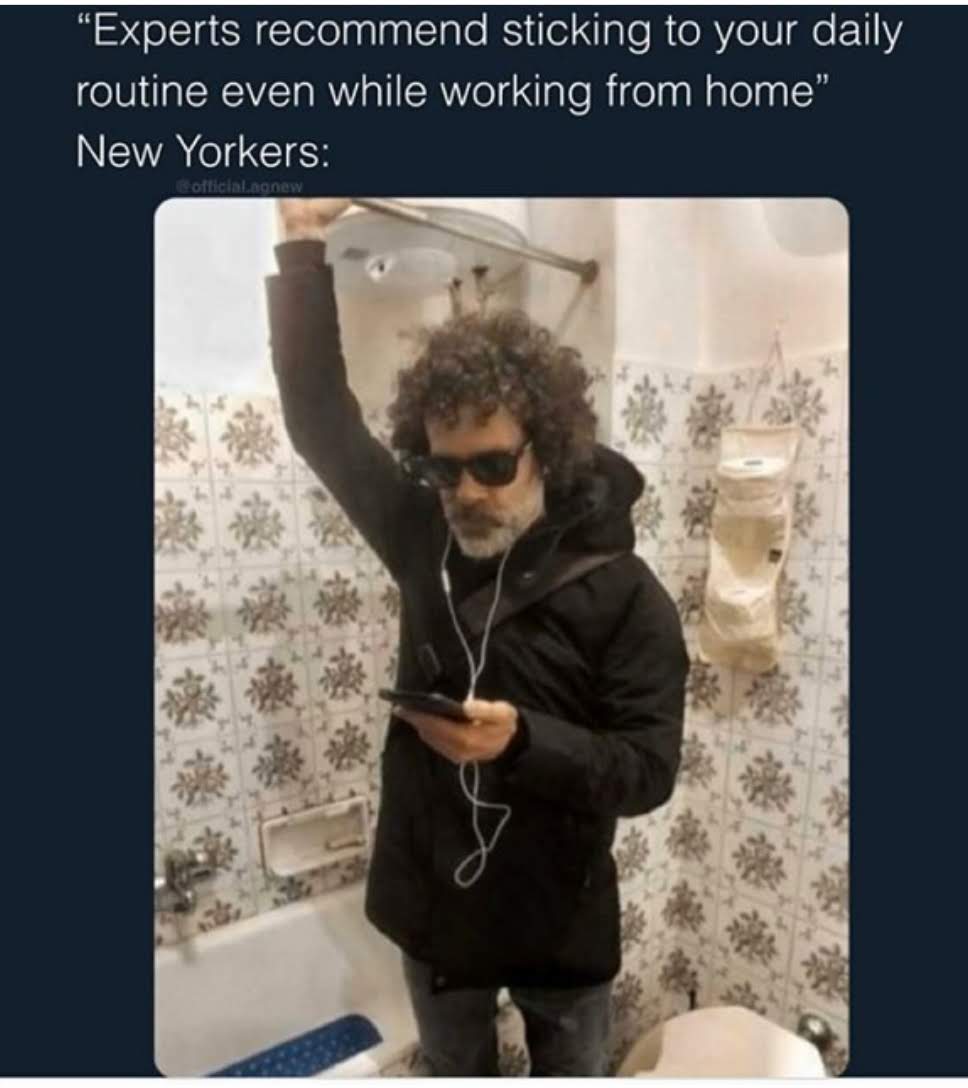 “Experts recommend sticking to your daily
routine even while working from home”
New Yorkers:
@official.agnew